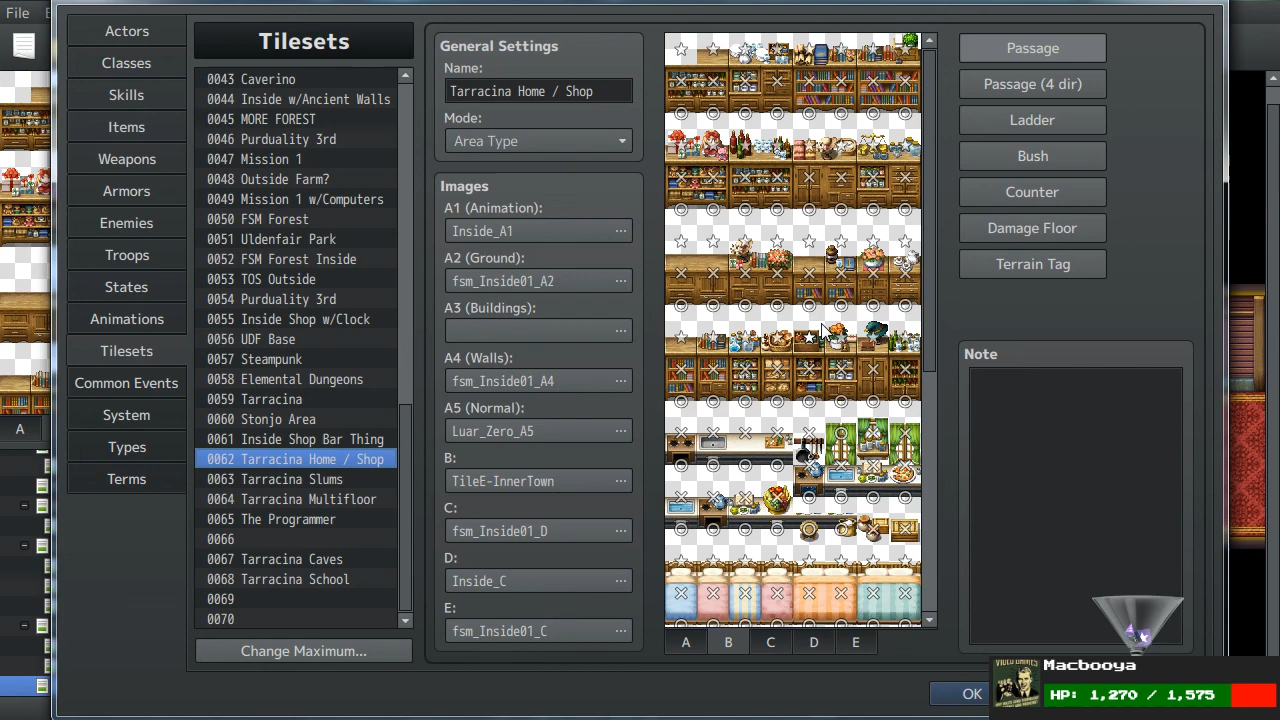 File
Actors
Classes
Skills
Items
Weapons
Armors
Enemies
Troops
States
Animations
Tilesets
Common Events
System
Types
Terms
Tilesets
0043 Caverino
0044 Inside w/Ancient Walls
0045 MORE FOREST
0046 Purduality 3rd
0047 Mission 1
0048 Outside Farm?
0049 Mission 1 w/Computers
0050 FSM Forest
0051 Uldenfair Park
0052 FSM Forest Inside
0053 TOS Outside
0054 Purduality 3rd
0055 Inside Shop w/Clock
0056 UDF Base
0057 Steampunk
0058 Elemental Dungeons
0059 Tarracina
0060 Stonjo Area
0061 Inside Shop Bar Thing
0062 Tarracina Home / Shop
0063 Tarracina Slums
0064 Tarracina Multifloor
0065 The Programmer
0066
0067 Tarracina Caves
0068 Tarracina School
0069
0070
Change Maximum...
General Settings
Name:
Tarracina Home / Shop
Mode:
Area Type
Images
A1 (Animation):
Inside_A1 ...
A2 (Ground):
fsm_Inside01_A2 ...
A3 (Buildings):
...
A4 (Walls):
fsm_Inside01_A4 ...
A5 (Normal):
Luar_Zero_A5 ...
B:
TileE-InnerTown ...
C:
fsm_Inside01_D ...
D:
Inside_C ...
E:
fsm_Inside01_C ...
A B C D E
Passage
Passage (4 dir)
Ladder
Bush
Counter
Damage Floor
Terrain Tag
Note
OK
A
Macbooya
HP: 1,270 / 1,575